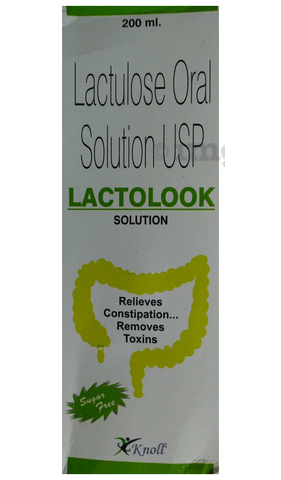 200 ml.
Lactulose Oral
Solution USP
LACTOLOOK
SOLUTION
Relieves
Constipation...
Removes
Toxins
Sugar
Free
Knoll